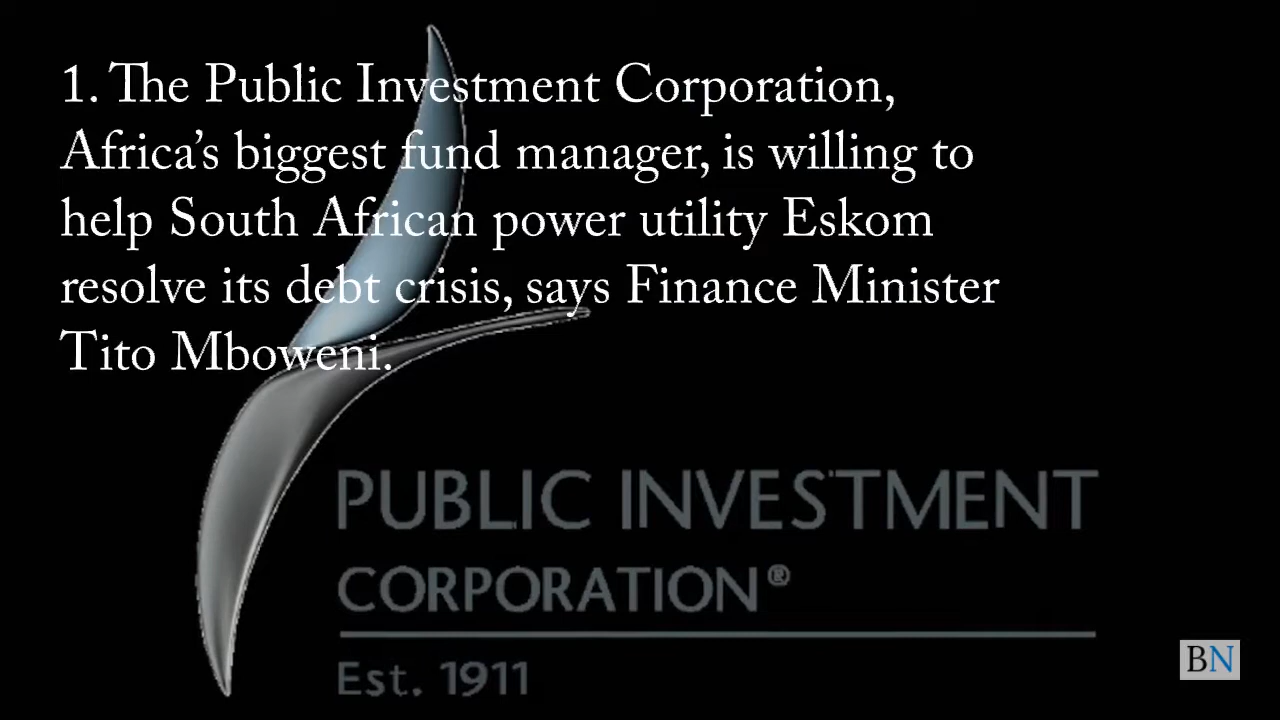 1. The Public Investment Corporation,
Africa’s biggest fund manager, is willing to
help South African power utility Eskom
resolve its debt crisis, says Finance Minister
Tito Mboweni.
PUBLIC INVESTMENT
CORPORATION®
Est. 1911
BN